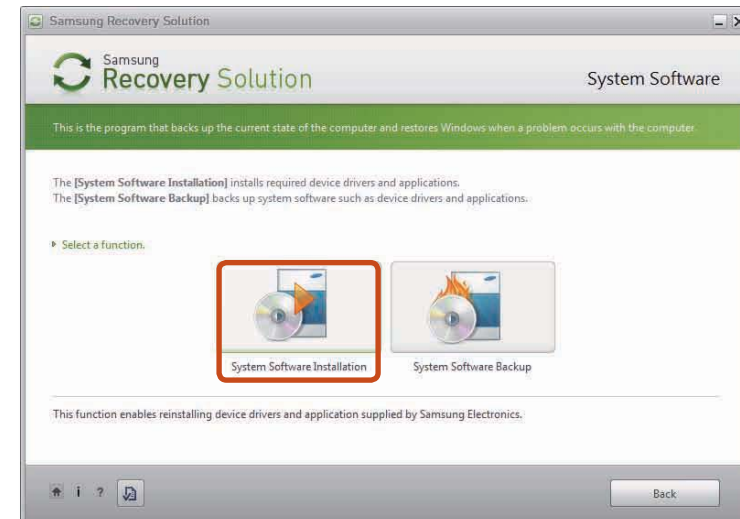 Samsung Recovery Solution
Samsung
Recovery Solution
System Software
This is the program that backs up the current state of the computer and restores Windows when a problem occurs with the computer.
The [System Software Installation] installs required device drivers and applications.
The [System Software Backup] backs up system software such as device drivers and applications.
Select a function.
System Software Installation
System Software Backup
This function enables reinstalling device drivers and application supplied by Samsung Electronics.
i ?
Back